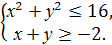 {x² + y² ≤ 16,
x + y ≥ −2.